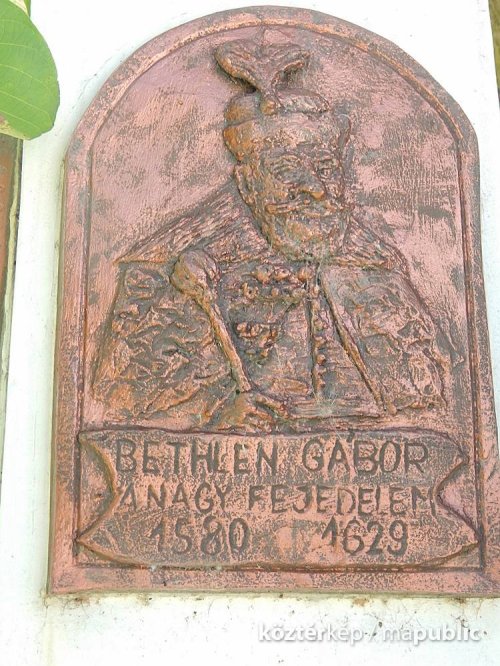 BETHLEN GÁBOR
A NAGY FEJEDELEM
1580 1629
köztérkép / mapublic